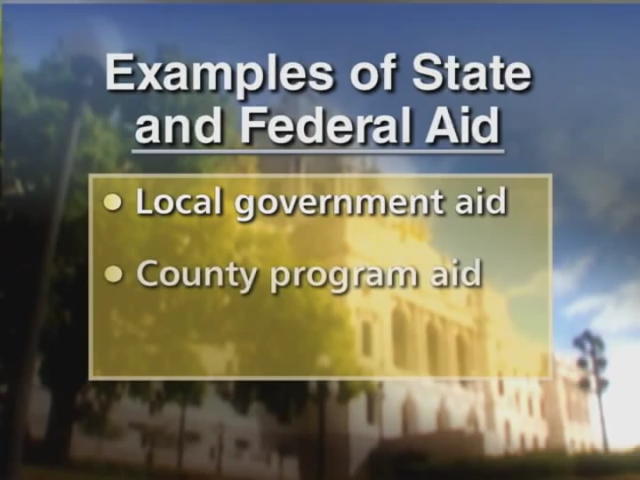 Examples of State
and Federal Aid
Local government aid
County program aid